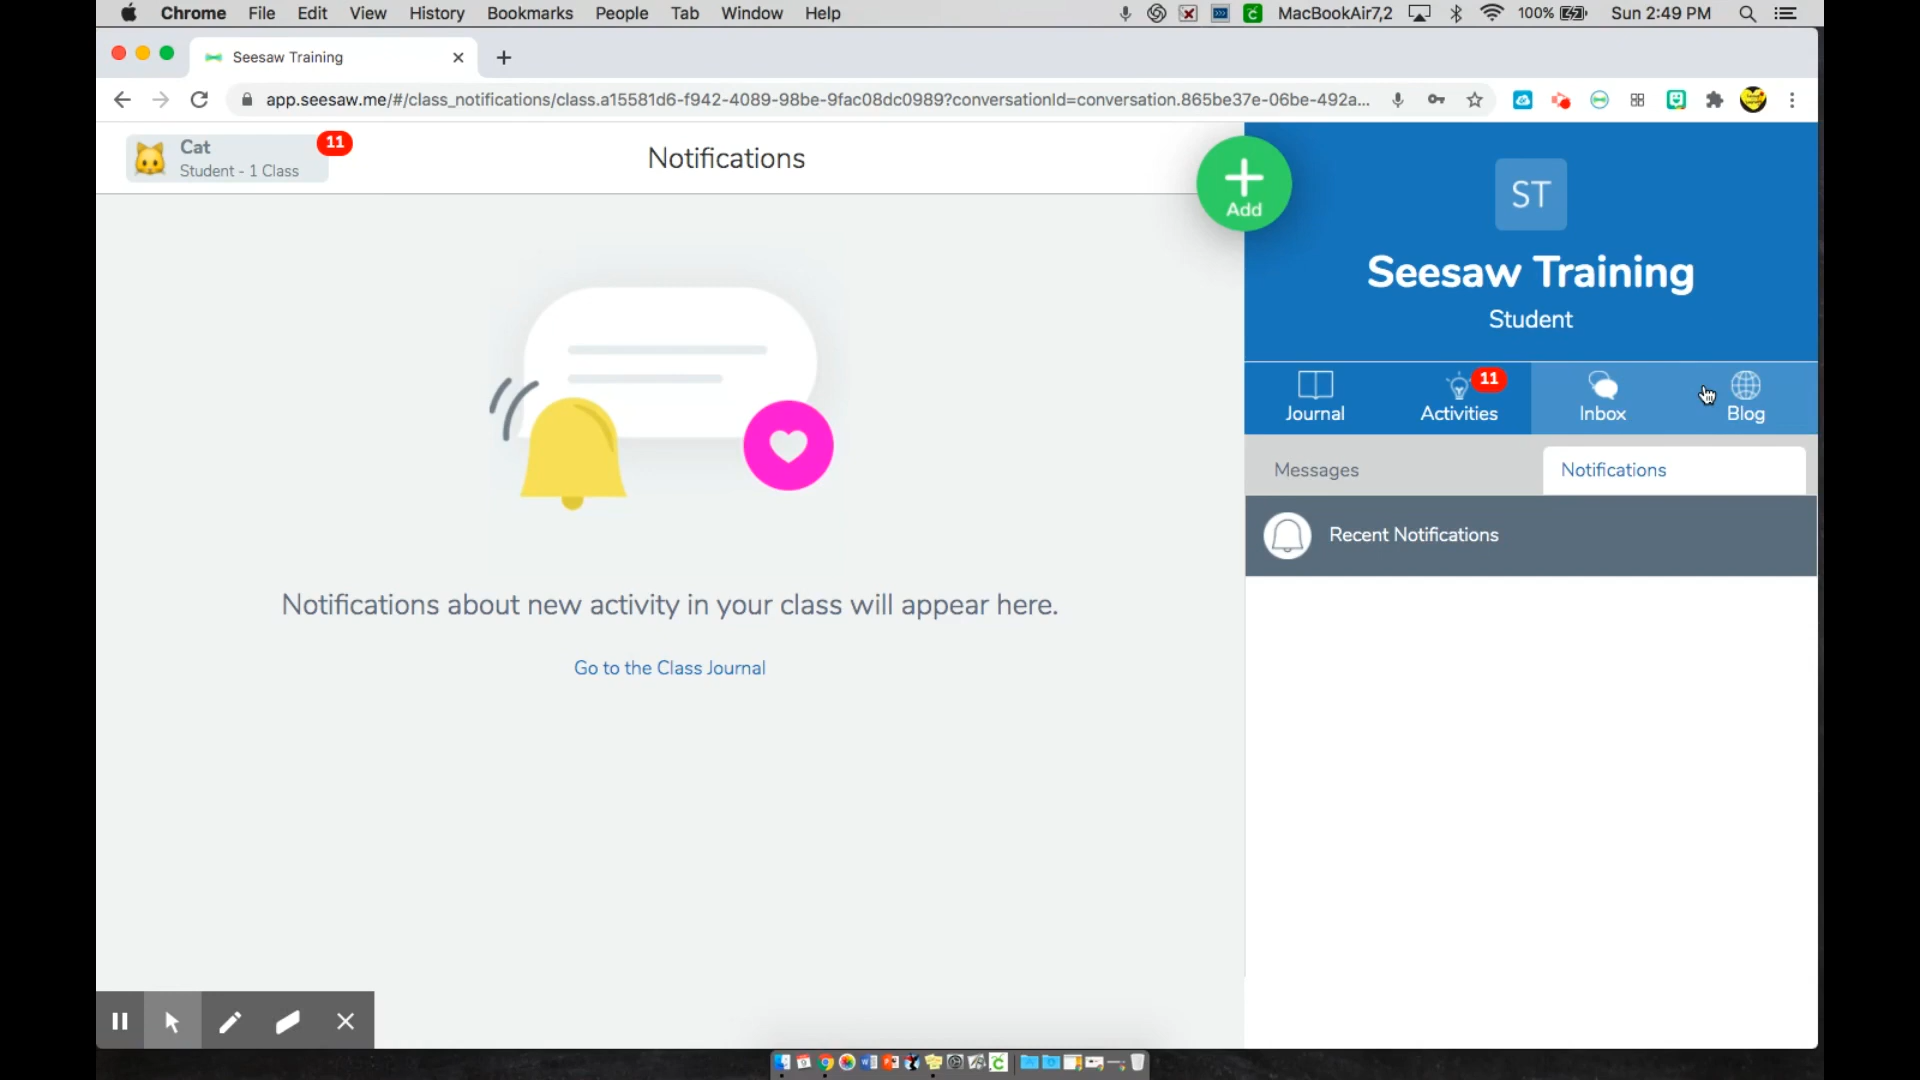 Chrome File Edit View History Bookmarks People Tab Window Help MacBookAir7,2 100% Sun 2:49 PM
Seesaw Training
app.seesaw.me/#/class_notifications/class.a15581d6-f942-4089-98be-9fac08dc0989?conversationId=conversation.865be37e-06be-492a...
Cat
Student - 1 Class
11
Notifications
Add
ST
Seesaw Training
Student
Journal
Activities
11
Inbox
Blog
Messages
Notifications
Recent Notifications
Notifications about new activity in your class will appear here.
Go to the Class Journal